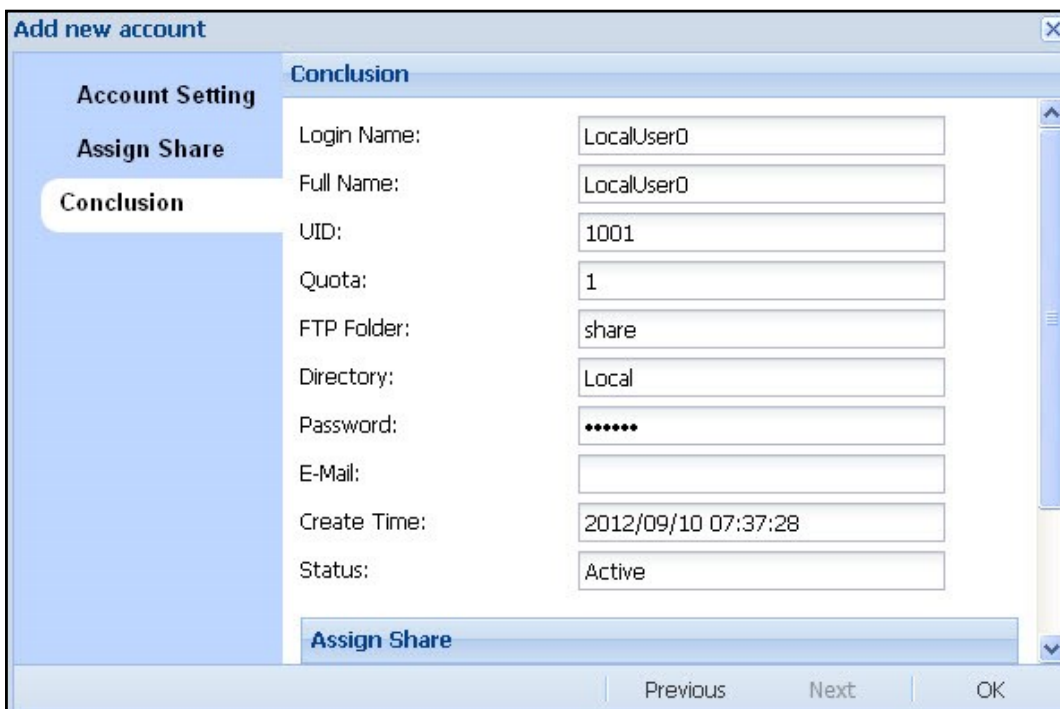 Add new account
Account Setting
Assign Share
Conclusion
Conclusion
Login Name: LocalUser0
Full Name: LocalUser0
UID: 1001
Quota: 1
FTP Folder: share
Directory: Local
Password: ••••••
E-Mail:
Create Time: 2012/09/10 07:37:28
Status: Active
Assign Share
Previous Next OK